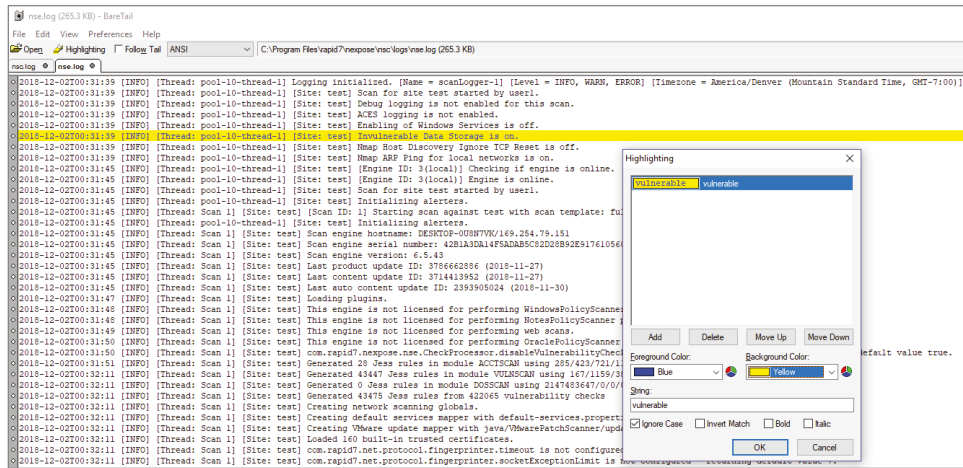 nse.log (265.3 KB) - BareTail
File Edit View Preferences Help
Open Highlighting Follow Tail ANSI C:\Program Files\rapid7\nexpose\nsc\logs\nse.log (265.3 KB)
nsc.log nse.log
2018-12-02T00:31:39 [INFO] [Thread: pool-10-thread-1] Logging initialized. [Name = scanLogger-1] [Level = INFO, WARN, ERROR] [Timezone = America/Denver (Mountain Standard Time, GMT-7:00)]
2018-12-02T00:31:39 [INFO] [Thread: pool-10-thread-1] [Site: test] Scan for site test started by user1.
2018-12-02T00:31:39 [INFO] [Thread: pool-10-thread-1] [Site: test] Debug logging is not enabled for this scan.
2018-12-02T00:31:39 [INFO] [Thread: pool-10-thread-1] [Site: test] ACES logging is not enabled.
2018-12-02T00:31:39 [INFO] [Thread: pool-10-thread-1] [Site: test] Enabling of Windows Services is off.
2018-12-02T00:31:39 [INFO] [Thread: pool-10-thread-1] [Site: test] Invulnerable Data Storage is on.
2018-12-02T00:31:39 [INFO] [Thread: pool-10-thread-1] [Site: test] Nmap Host Discovery Ignore TCP Reset is off.
2018-12-02T00:31:39 [INFO] [Thread: pool-10-thread-1] [Site: test] Nmap ARP Ping for local networks is on.
2018-12-02T00:31:45 [INFO] [Thread: pool-10-thread-1] [Site: test] [Engine ID: 3(local)] Checking if engine is online.
2018-12-02T00:31:45 [INFO] [Thread: pool-10-thread-1] [Site: test] [Engine ID: 3(local)] Engine is online.
2018-12-02T00:31:45 [INFO] [Thread: pool-10-thread-1] [Site: test] Scan for site test started by user1.
2018-12-02T00:31:45 [INFO] [Thread: pool-10-thread-1] [Site: test] Initializing alerters.
2018-12-02T00:31:45 [INFO] [Thread: Scan 1] [Site: test] [Scan ID: 1] Starting scan against test with scan template:
2018-12-02T00:31:45 [INFO] [Thread: pool-10-thread-1] [Site: test] Initializing alerters.
2018-12-02T00:31:45 [INFO] [Thread: Scan 1] [Site: test] Scan engine hostname: DESKTOP-0U8N7VK/169.254.79.151
2018-12-02T00:31:45 [INFO] [Thread: Scan 1] [Site: test] Scan engine serial number:
2018-12-02T00:31:45 [INFO] [Thread: Scan 1] [Site: test] Scan engine version: 6.5.43
2018-12-02T00:31:45 [INFO] [Thread: Scan 1] [Site: test] Last product update ID: 3786662886 (2018-11-27)
2018-12-02T00:31:45 [INFO] [Thread: Scan 1] [Site: test] Last content update ID: 3714413952 (2018-11-27)
2018-12-02T00:31:45 [INFO] [Thread: Scan 1] [Site: test] Last auto content update ID: 2393905024 (2018-11-30)
2018-12-02T00:31:47 [INFO] [Thread: Scan 1] [Site: test] Loading plugins.
2018-12-02T00:31:48 [INFO] [Thread: Scan 1] [Site: test] This engine is not licensed for performing WindowsPolicyScanner
2018-12-02T00:31:48 [INFO] [Thread: Scan 1] [Site: test] This engine is not licensed for performing NotesPolicyScanner
2018-12-02T00:31:49 [INFO] [Thread: Scan 1] [Site: test] This engine is not licensed for performing web scans.
2018-12-02T00:31:50 [INFO] [Thread: Scan 1] [Site: test] This engine is not licensed for performing OraclePolicyScanner
2018-12-02T00:31:50 [INFO] [Thread: Scan 1] [Site: test] com.rapid7.nexpose.nse.CheckProcessor.disableVulnerabilityChec default value true.
2018-12-02T00:31:51 [INFO] [Thread: Scan 1] [Site: test] Generated 28 Jess rules in module ACCTSCAN using 285/423/721/1
2018-12-02T00:32:11 [INFO] [Thread: Scan 1] [Site: test] Generated 43447 Jess rules in module VULNSCAN using 167/1159/3
2018-12-02T00:32:11 [INFO] [Thread: Scan 1] [Site: test] Generated 0 Jess rules in module DOSSCAN using 2147483647/0/0/
2018-12-02T00:32:11 [INFO] [Thread: Scan 1] [Site: test] Generated 43475 Jess rules from 422065 vulnerability checks
2018-12-02T00:32:11 [INFO] [Thread: Scan 1] [Site: test] Creating network scanning globals.
2018-12-02T00:32:11 [INFO] [Thread: Scan 1] [Site: test] Creating default services mapper with default-services.properti
2018-12-02T00:32:11 [INFO] [Thread: Scan 1] [Site: test] Creating VMware update mapper with java/VMwarePatchScanner/upda
2018-12-02T00:32:11 [INFO] [Thread: Scan 1] [Site: test] Loaded 160 built-in trusted certificates.
2018-12-02T00:32:11 [INFO] [Thread: Scan 1] [Site: test] com.rapid7.net.protocol.fingerprinter.timeout is not configure
2018-12-02T00:32:11 [INFO] [Thread: Scan 1] [Site: test] com.rapid7.net.protocol.fingerprinter.socketExceptionLimit is not configured - returning default value
Highlighting
vulnerable vulnerable
Add Delete Move Up Move Down
Foreground Color: Background Color:
Blue Yellow
String:
vulnerable
Ignore Case Invert Match Bold Italic
OK Cancel